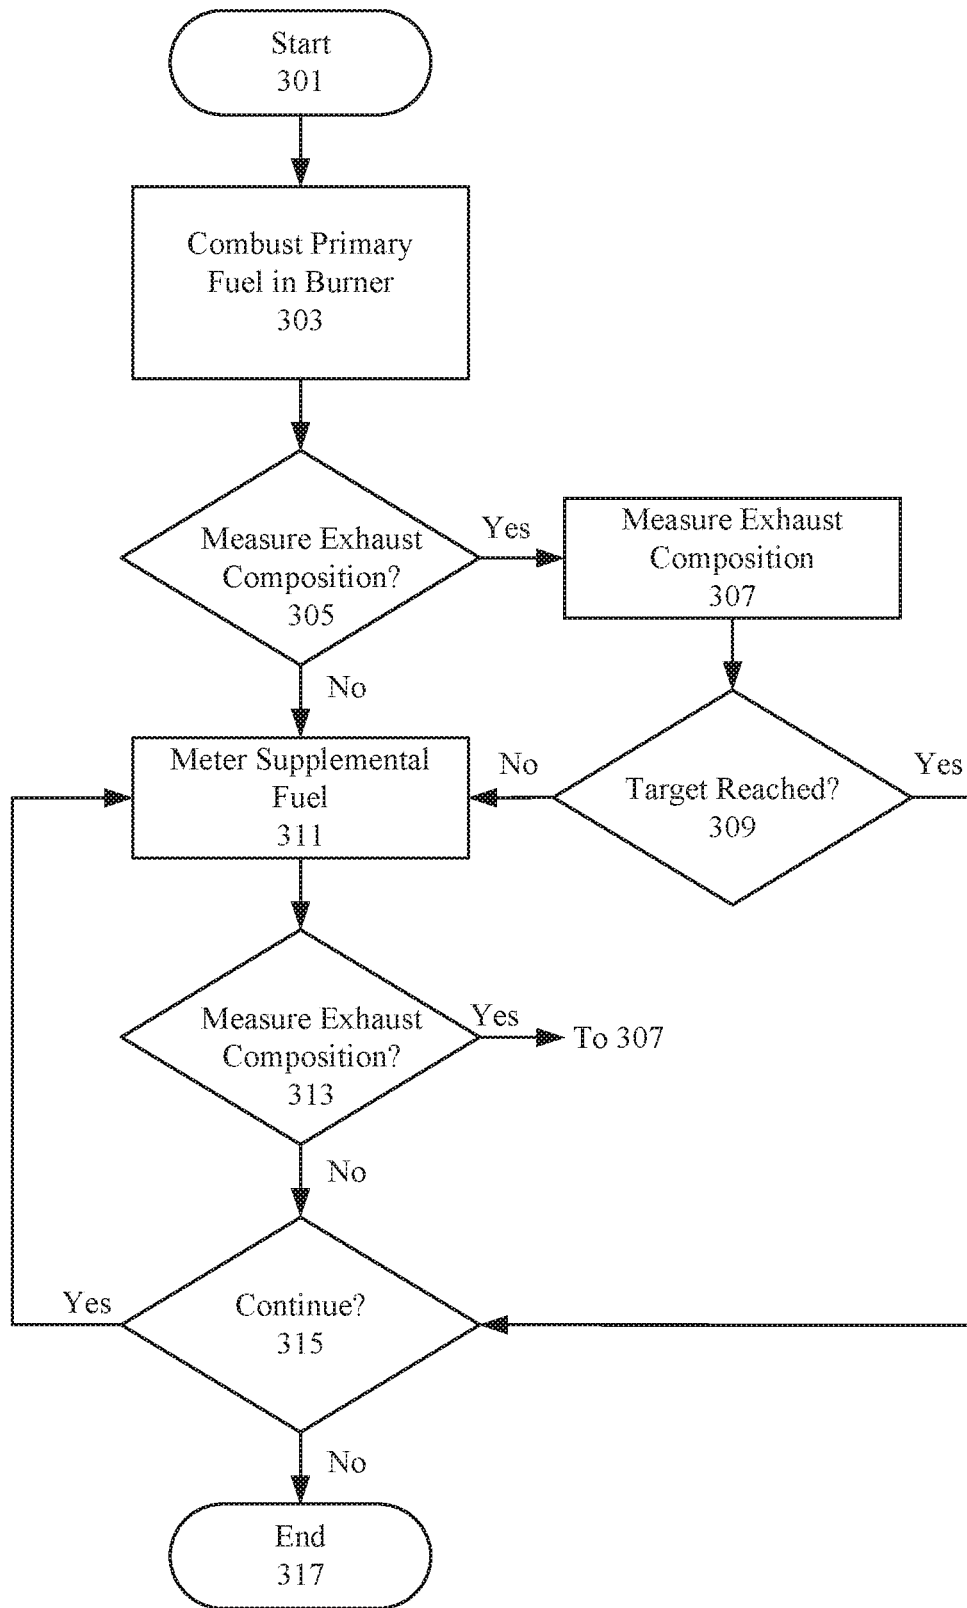 Start
301
Combust Primary
Fuel in Burner
303
Measure Exhaust
Composition?
305
Yes
Measure Exhaust
Composition
307
No
Meter Supplemental
Fuel
311
No
Target Reached?
309
Yes
Measure Exhaust
Composition?
313
Yes
To 307
No
Yes
Continue?
315
No
End
317